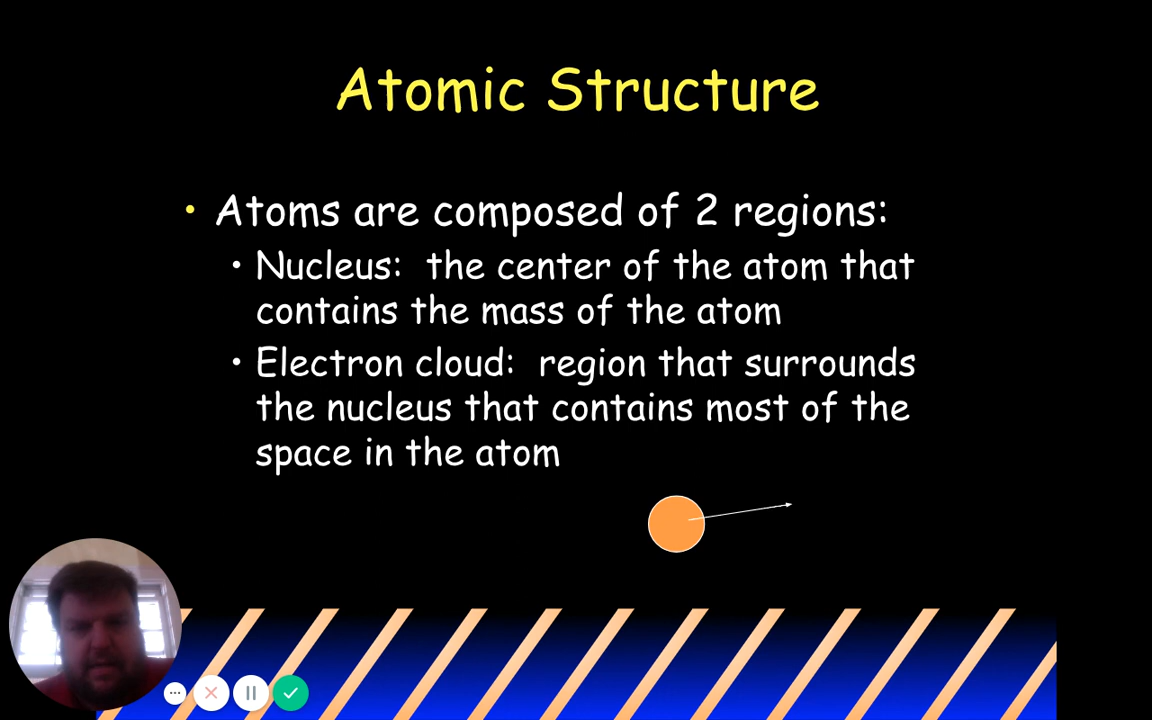 Atomic Structure
• Atoms are composed of 2 regions:
• Nucleus: the center of the atom that
contains the mass of the atom
• Electron cloud: region that surrounds
the nucleus that contains most of the
space in the atom